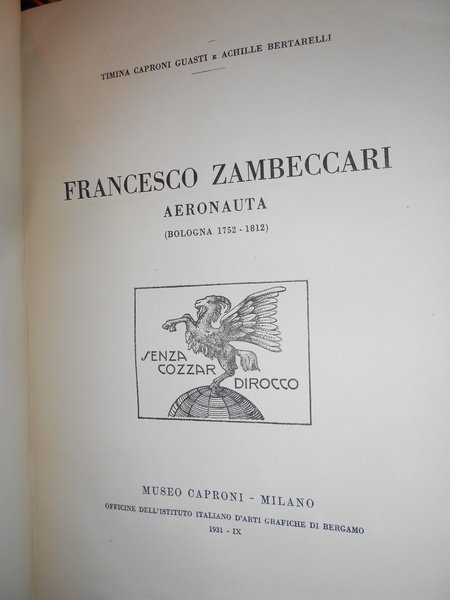 TIMINA CAPRONI GUASTI E ACHILLE BERTARELLI
FRANCESCO ZAMBECCARI
AERONAUTA
(BOLOGNA 1752 - 1812)
SENZA
COZZAR
DIROCCO
MUSEO CAPRONI - MILANO
OFFICINE DELL'ISTITUTO ITALIANO D'ARTI GRAFICHE DI BERGAMO
1931 - IX